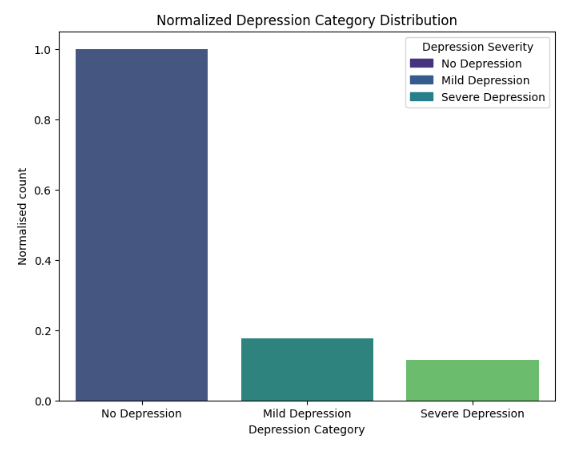 Normalized Depression Category Distribution
Depression Severity
No Depression
Mild Depression
Severe Depression
1.0
0.8
0.6
0.4
0.2
0.0
Normalised count
No Depression Mild Depression Severe Depression
Depression Category